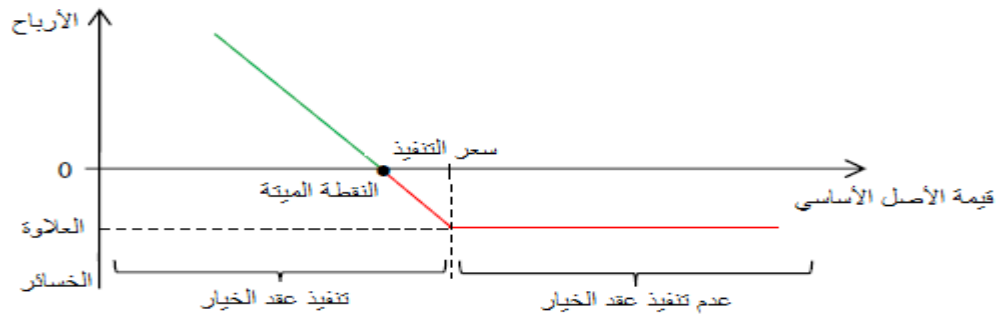 الأرباح
سعر التنفيذ
0
النقطة الميتة
قيمة الأصل الأساسي
العلاوة
الخسائر
تنفيذ عقد الخيار
عدم تنفيذ عقد الخيار